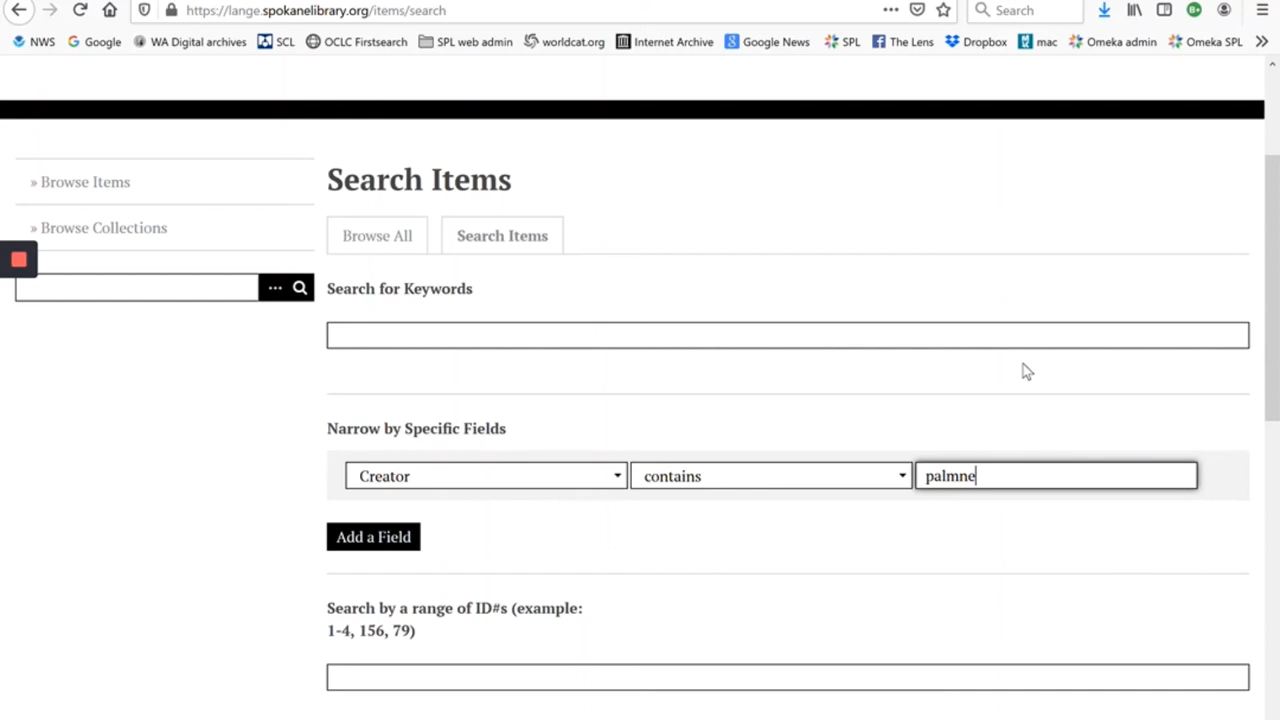 https://lange.spokanelibrary.org/items/search
Search
NWS Google WA Digital archives SCL OCLC Firstsearch SPL web admin worldcat.org Internet Archive Google News SPL The Lens Dropbox mac Omeka admin Omeka SPL
» Browse Items
» Browse Collections
Search Items
Browse All Search Items
Search for Keywords
Narrow by Specific Fields
Creator contains palmne
Add a Field
Search by a range of ID#s (example:
1-4, 156, 79)